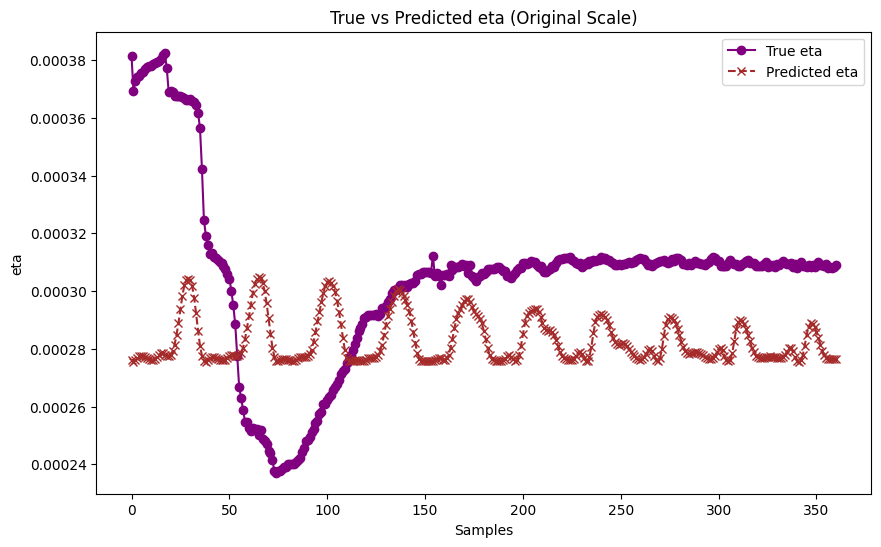 True vs Predicted eta (Original Scale)
True eta
Predicted eta
eta
0.00038
0.00036
0.00034
0.00032
0.00030
0.00028
0.00026
0.00024
0 50 100 150 200 250 300 350
Samples